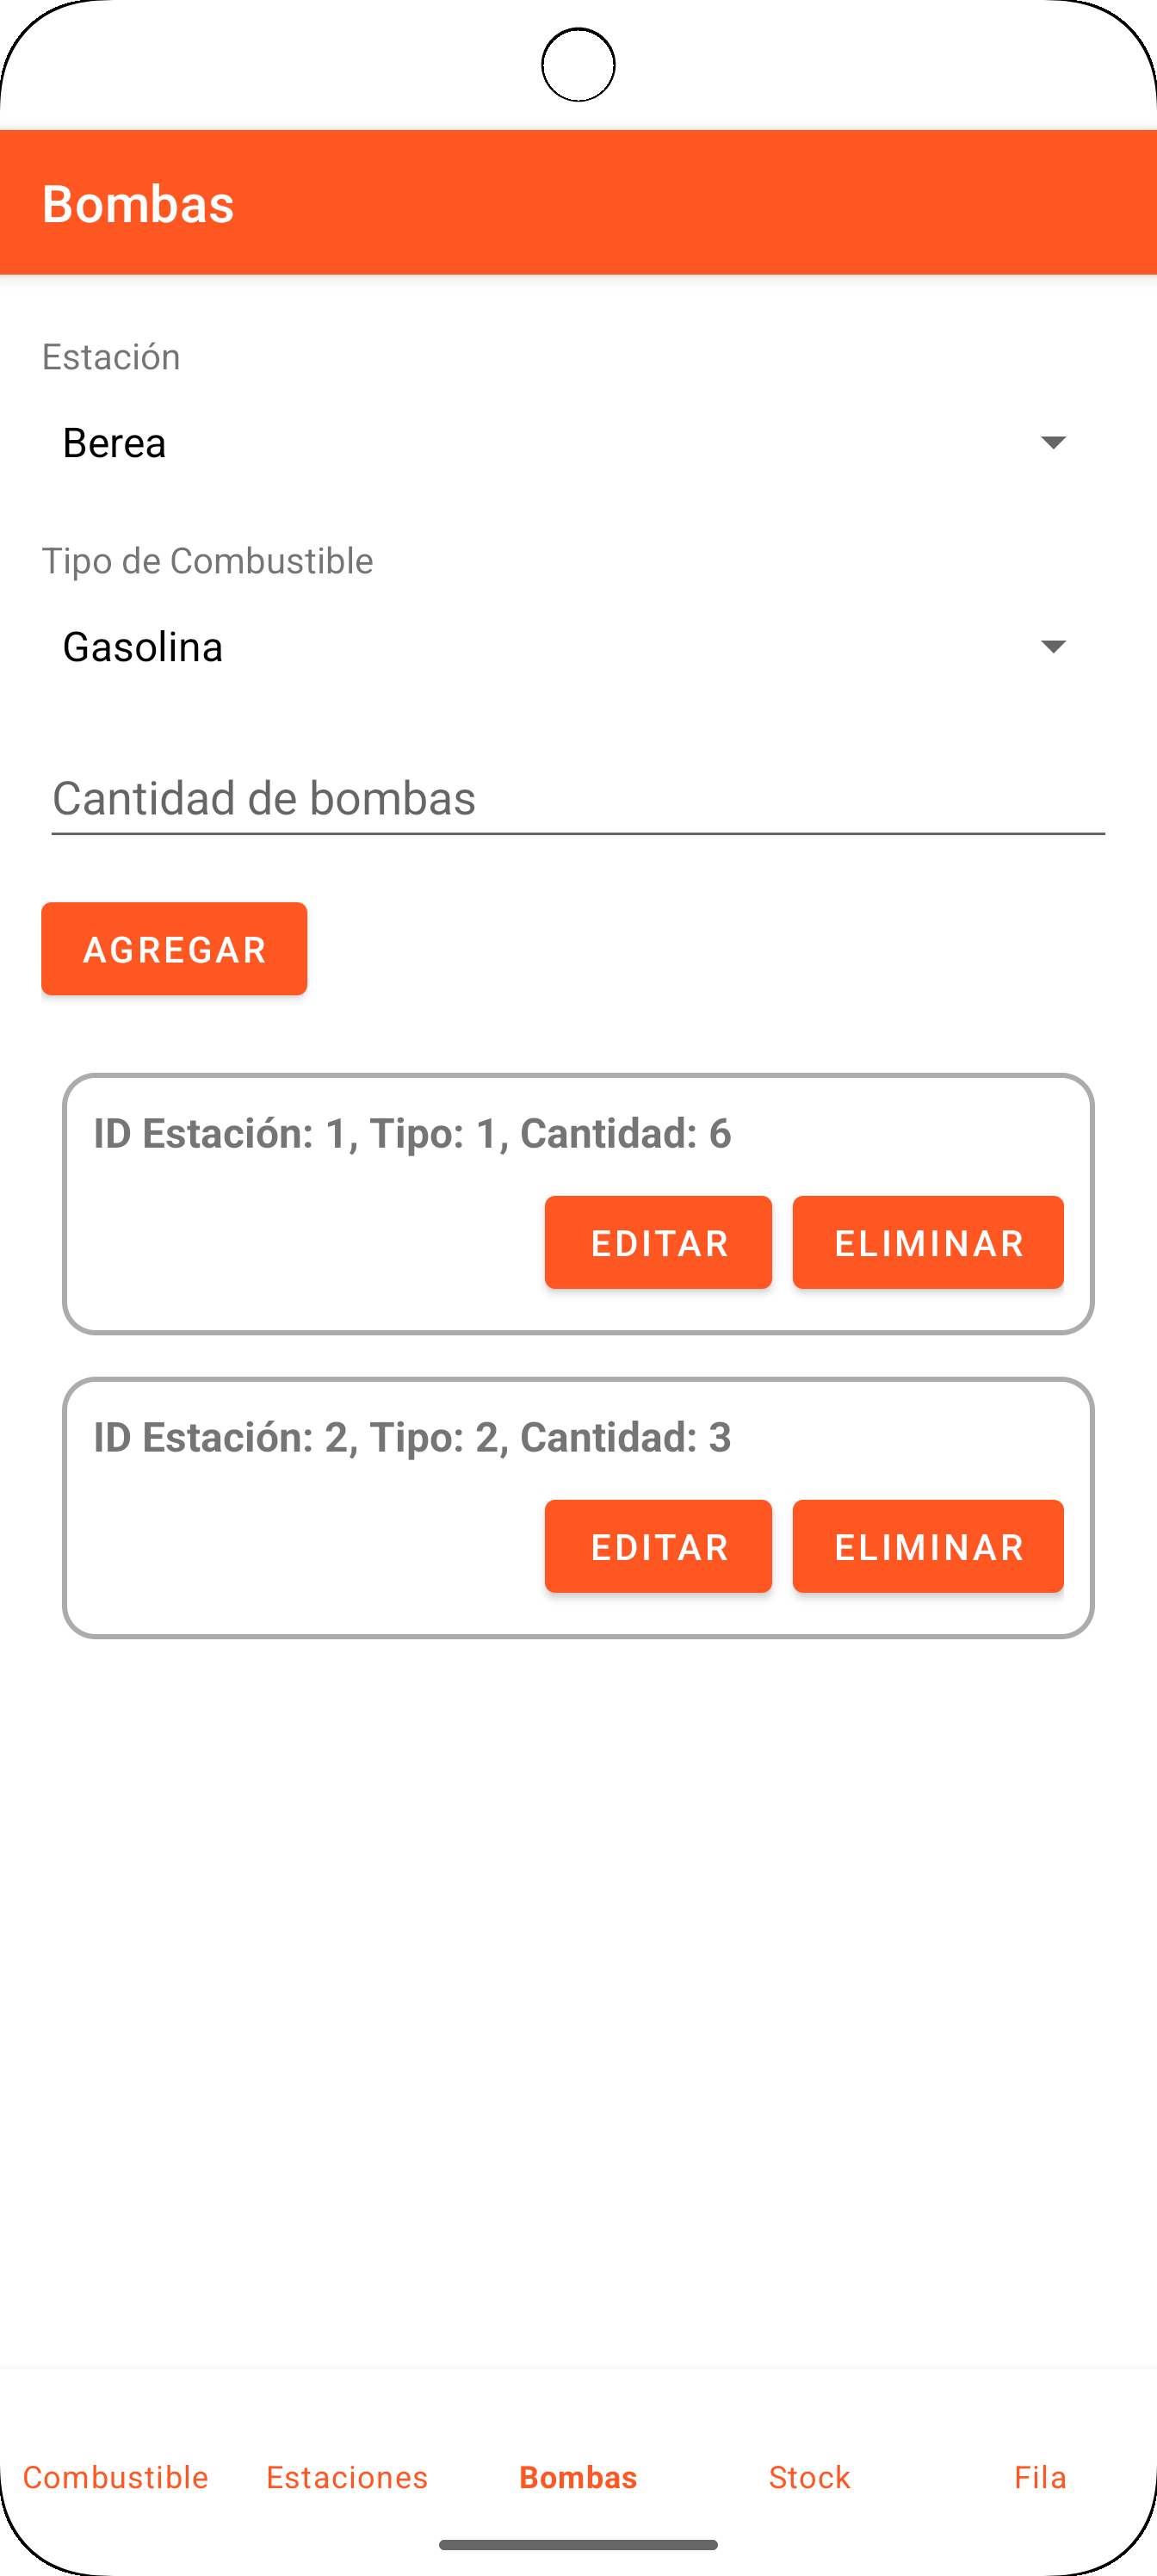 Bombas
Estación
Berea
Tipo de Combustible
Gasolina
Cantidad de bombas
AGREGAR
ID Estación: 1, Tipo: 1, Cantidad: 6
EDITAR ELIMINAR
ID Estación: 2, Tipo: 2, Cantidad: 3
EDITAR ELIMINAR
Combustible Estaciones Bombas Stock Fila